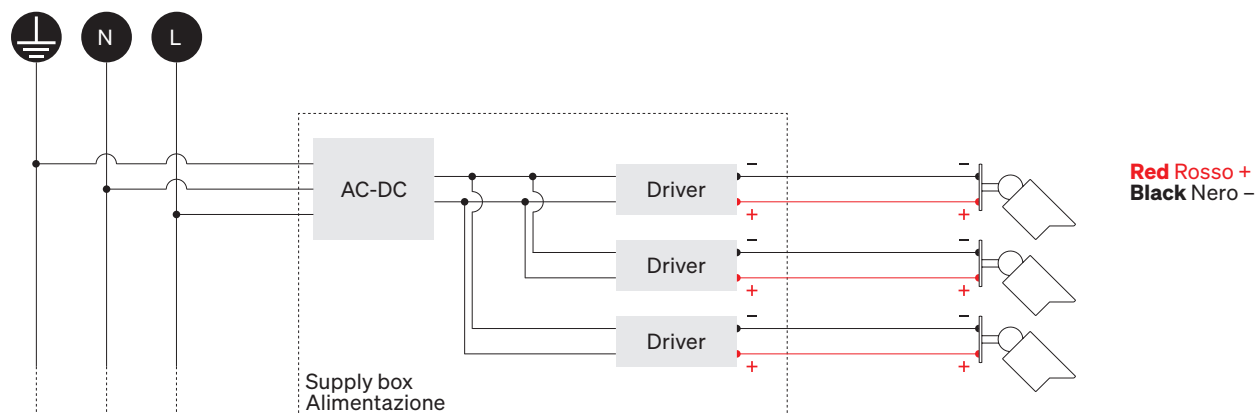 N
L
AC-DC
Driver
Driver
Driver
− −
+ +
− −
+ +
− −
+ +
Supply box
Alimentazione
Red Rosso +
Black Nero −